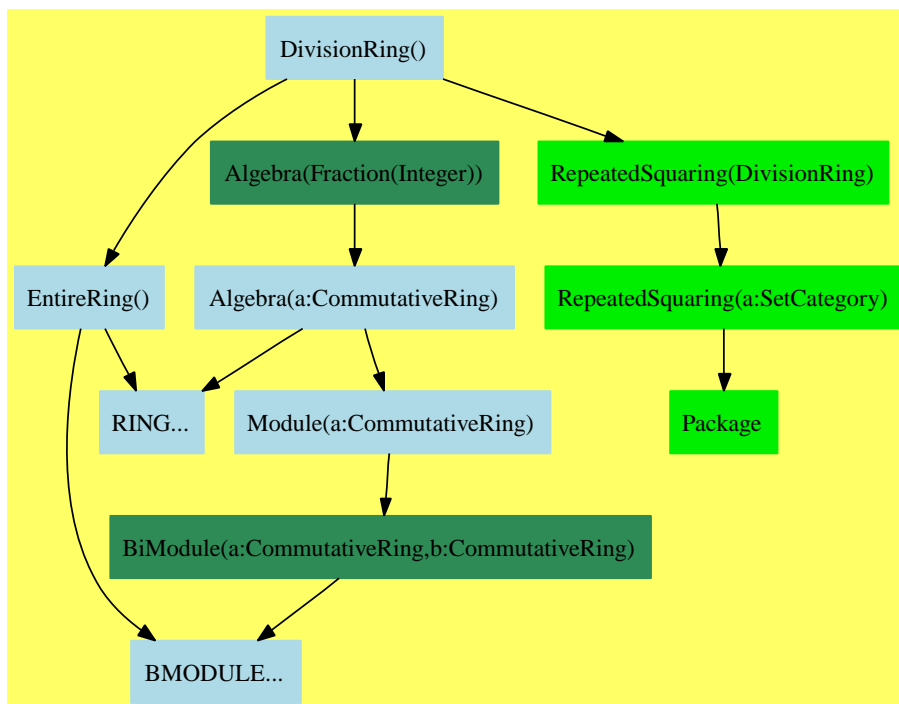 DivisionRing()
Algebra(Fraction(Integer))
RepeatedSquaring(DivisionRing)
EntireRing()
Algebra(a:CommutativeRing)
RepeatedSquaring(a:SetCategory)
RING...
Module(a:CommutativeRing)
Package
BiModule(a:CommutativeRing,b:CommutativeRing)
BMODULE...